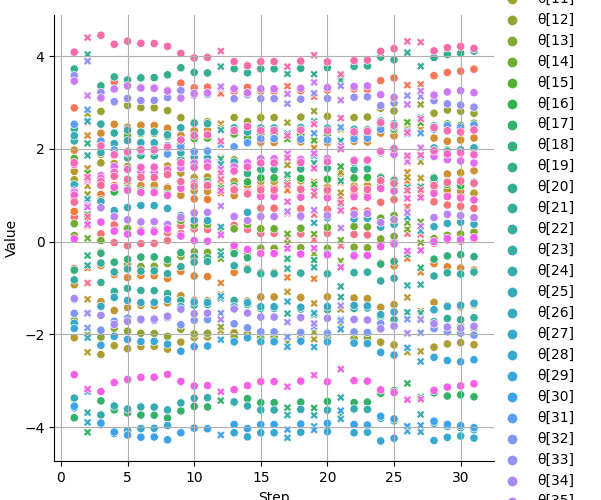 θ[11]
θ[12]
θ[13]
θ[14]
θ[15]
θ[16]
θ[17]
θ[18]
θ[19]
θ[20]
θ[21]
θ[22]
θ[23]
θ[24]
θ[25]
θ[26]
θ[27]
θ[28]
θ[29]
θ[30]
θ[31]
θ[32]
θ[33]
θ[34]
θ[35]
4
2
0
−2
−4
Value
0
5
10
15
20
25
30
Step